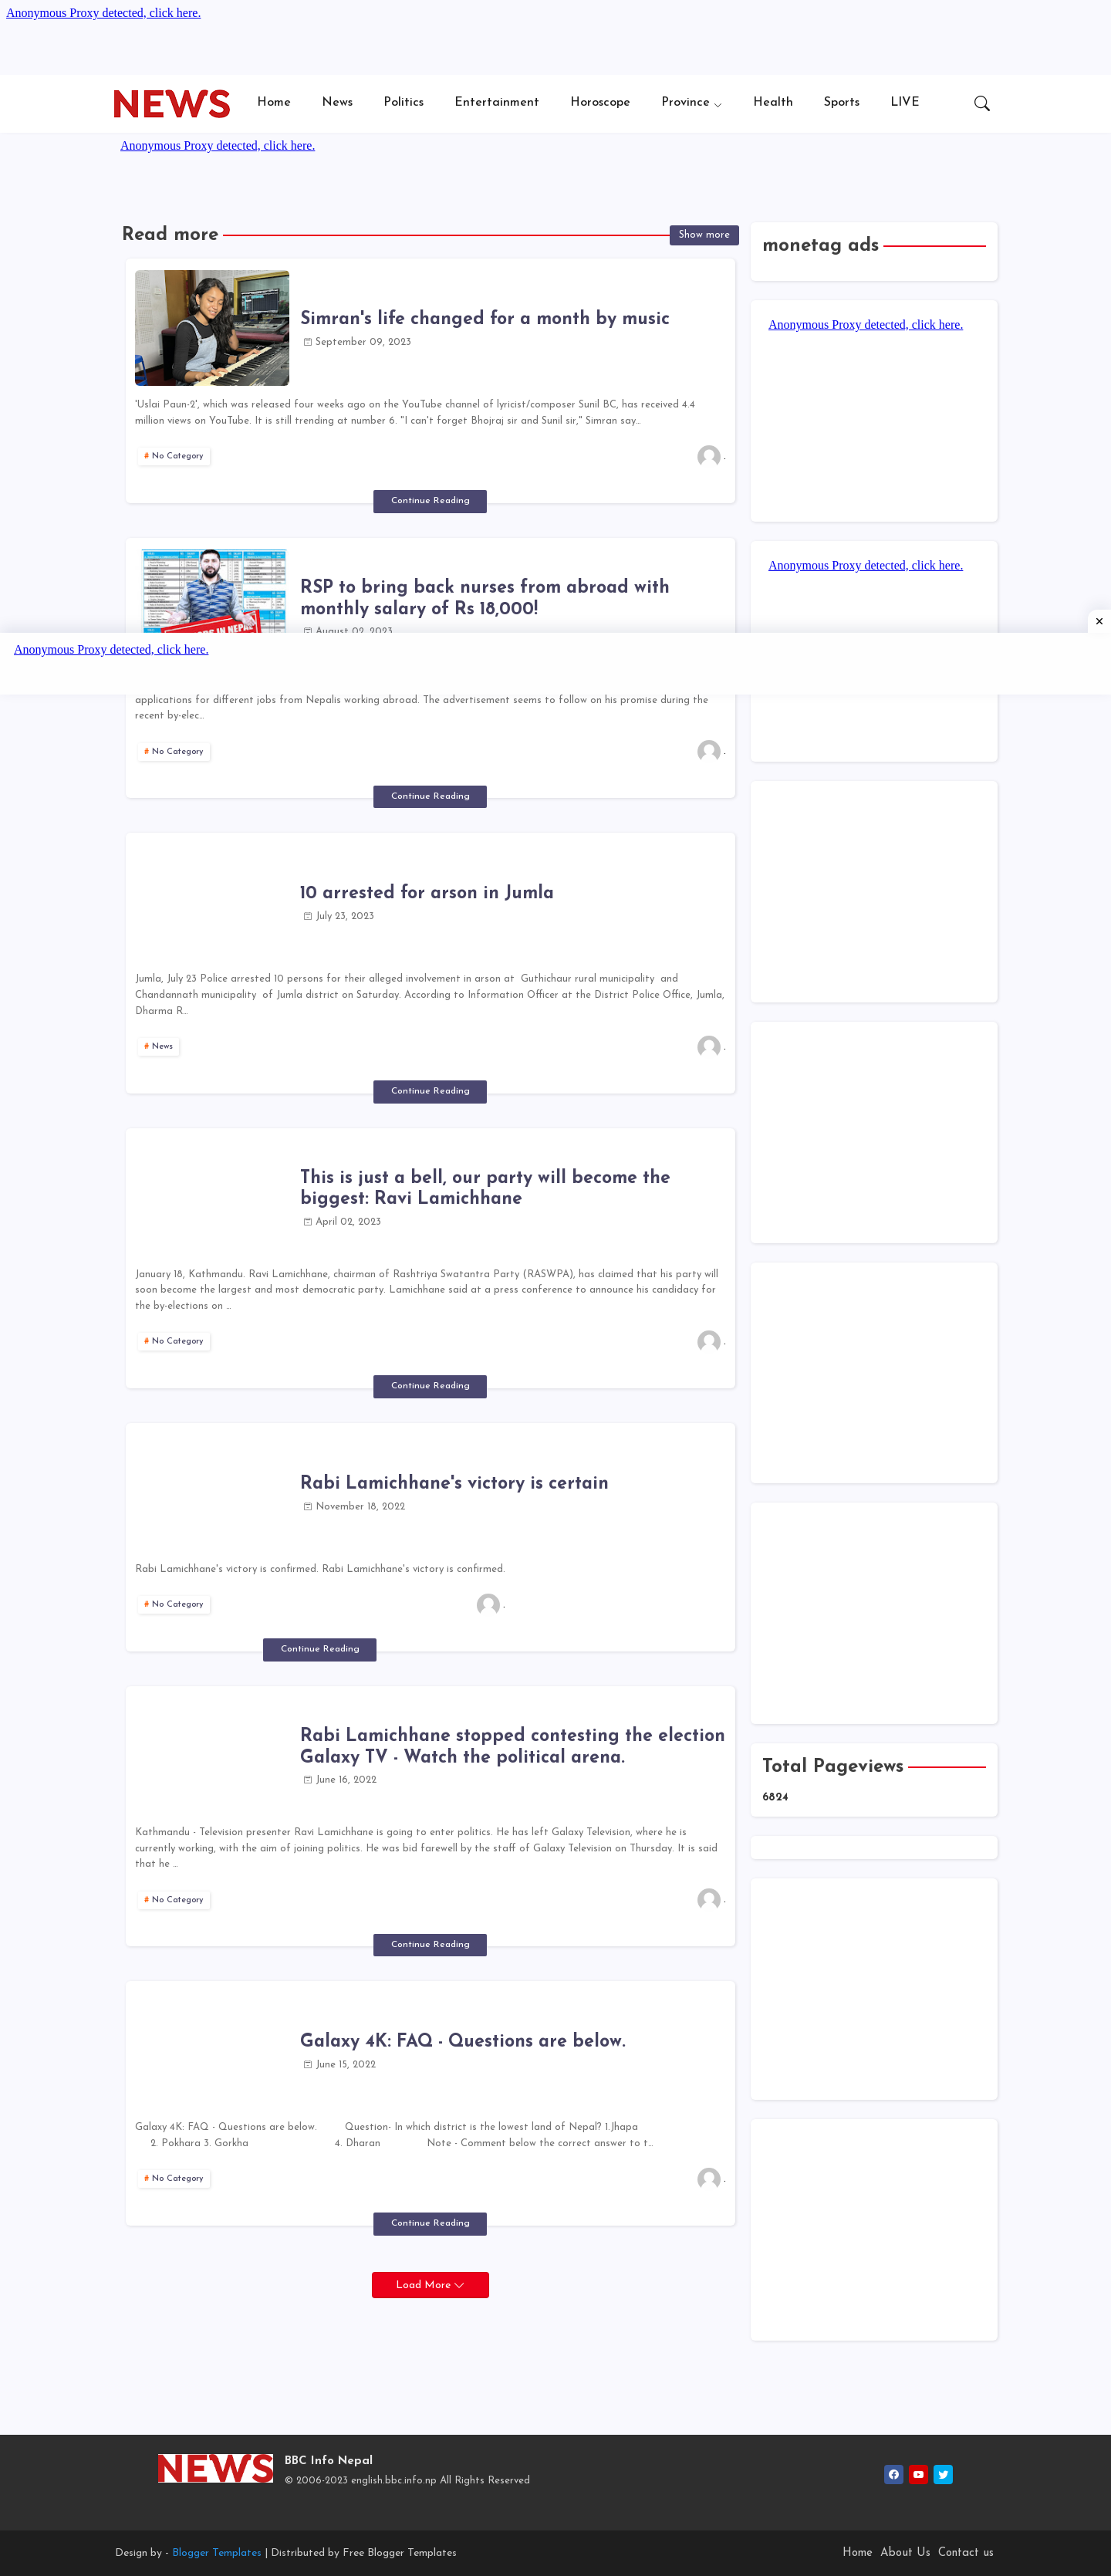 Anonymous Proxy detected, click here.
NEWS
Home News Politics Entertainment Horoscope Province Health Sports LIVE
Anonymous Proxy detected, click here.
Read more
Show more
Simran's life changed for a month by music
September 09, 2023
'Uslai Paun-2', which was released four weeks ago on the YouTube channel of lyricist/composer Sunil BC, has received 4.4
million views on YouTube. It is still trending at number 6. "I can't forget Bhojraj sir and Sunil sir," Simran say…
# No Category
.
Continue Reading
RSP to bring back nurses from abroad with
monthly salary of Rs 18,000!
August 02, 2023
Anonymous Proxy detected, click here.
applications for different jobs from Nepalis working abroad. The advertisement seems to follow on his promise during the
recent by-elec…
# No Category
.
Continue Reading
10 arrested for arson in Jumla
July 23, 2023
Jumla, July 23 Police arrested 10 persons for their alleged involvement in arson at Guthichaur rural municipality and
Chandannath municipality of Jumla district on Saturday. According to Information Officer at the District Police Office, Jumla,
Dharma R…
# News
.
Continue Reading
This is just a bell, our party will become the
biggest: Ravi Lamichhane
April 02, 2023
January 18, Kathmandu. Ravi Lamichhane, chairman of Rashtriya Swatantra Party (RASWPA), has claimed that his party will
soon become the largest and most democratic party. Lamichhane said at a press conference to announce his candidacy for
the by-elections on …
# No Category
.
Continue Reading
Rabi Lamichhane's victory is certain
November 18, 2022
Rabi Lamichhane's victory is confirmed. Rabi Lamichhane's victory is confirmed.
# No Category
.
Continue Reading
Rabi Lamichhane stopped contesting the election
Galaxy TV - Watch the political arena.
June 16, 2022
Kathmandu - Television presenter Ravi Lamichhane is going to enter politics. He has left Galaxy Television, where he is
currently working, with the aim of joining politics. He was bid farewell by the staff of Galaxy Television on Thursday. It is said
that he …
# No Category
.
Continue Reading
Galaxy 4K: FAQ - Questions are below.
June 15, 2022
Galaxy 4K: FAQ - Questions are below. Question- In which district is the lowest land of Nepal? 1.Jhapa
2. Pokhara 3. Gorkha 4. Dharan Note - Comment below the correct answer to t…
# No Category
.
Continue Reading
Load More
monetag ads
Anonymous Proxy detected, click here.
Anonymous Proxy detected, click here.
Total Pageviews
6824
NEWS
BBC Info Nepal
© 2006-2023 english.bbc.info.np All Rights Reserved
Design by - Blogger Templates | Distributed by Free Blogger Templates
Home About Us Contact us